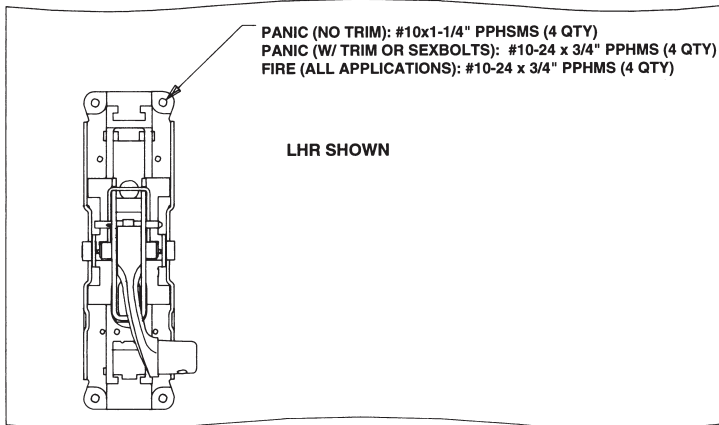 PANIC (NO TRIM): #10x1-1/4" PPHSMS (4 QTY)
PANIC (W/ TRIM OR SEXBOLTS): #10-24 x 3/4" PPHMS (4 QTY)
FIRE (ALL APPLICATIONS): #10-24 x 3/4" PPHMS (4 QTY)
LHR SHOWN